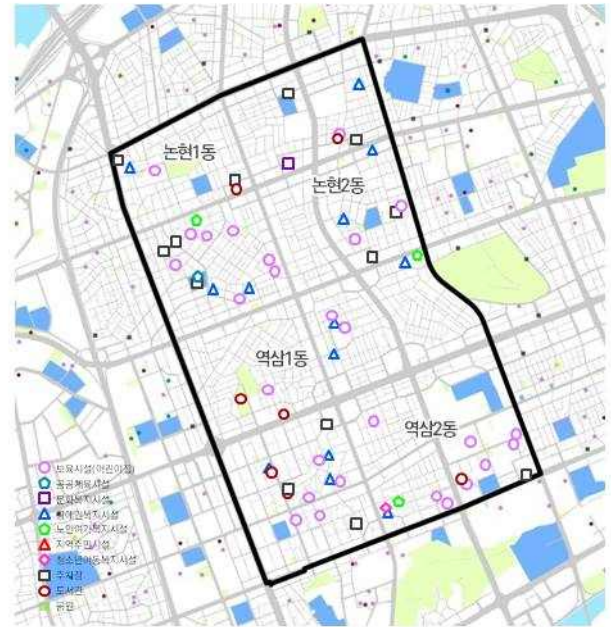 논현1동
논현2동
역삼1동
역삼2동
보육시설(어린이집)
공공체육시설
문화복지시설
장애인복지시설
노인여가복지시설
지역주민시설
청소년아동복지시설
주차장
도서관
공원